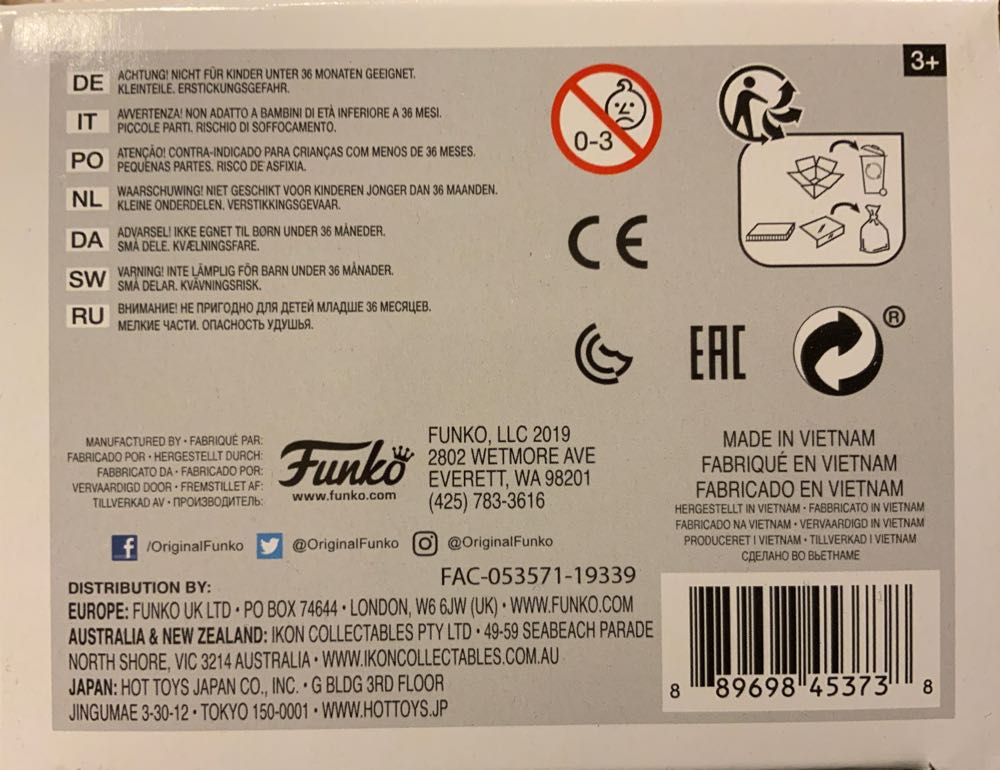 3+
DE
ACHTUNG! NICHT FÜR KINDER UNTER 36 MONATEN GEEIGNET.
KLEINTEILE. ERSTICKUNGSGEFAHR.
IT
AVVERTENZA! NON ADATTO A BAMBINI DI ETÀ INFERIORE A 36 MESI.
PICCOLE PARTI. RISCHIO DI SOFFOCAMENTO.
PO
ATENÇÃO! CONTRA-INDICADO PARA CRIANÇAS COM MENOS DE 36 MESES.
PEQUENAS PARTES. RISCO DE ASFIXIA.
NL
WAARSCHUWING! NIET GESCHIKT VOOR KINDEREN JONGER DAN 36 MAANDEN.
KLEINE ONDERDELEN. VERSTIKKINGSGEVAAR.
DA
ADVARSEL! IKKE EGNET TIL BØRN UNDER 36 MÅNEDER.
SMÅ DELE. KVÆLNINGSFARE.
SW
VARNING! INTE LÄMPLIG FÖR BARN UNDER 36 MÅNADER.
SMÅ DELAR. KVÄVNINGSRISK.
RU
ВНИМАНИЕ! НЕ ПРИГОДНО ДЛЯ ДЕТЕЙ МЛАДШЕ 36 МЕСЯЦЕВ.
МЕЛКИЕ ЧАСТИ. ОПАСНОСТЬ УДУШЬЯ.
0-3
CE
EAC
®
MANUFACTURED BY • FABRIQUÉ PAR:
FABRICADO POR • HERGESTELLT DURCH:
FABBRICATO DA • FABRICADO POR:
VERVAARDIGD DOOR • FREMSTILLET AF:
TILLVERKAD AV • ПРОИЗВОДИТЕЛЬ:
Funko
www.funko.com
FUNKO, LLC 2019
2802 WETMORE AVE
EVERETT, WA 98201
(425) 783-3616
MADE IN VIETNAM
FABRIQUÉ EN VIETNAM
FABRICADO EN VIETNAM
HERGESTELLT IN VIETNAM • FABBRICATO IN VIETNAM
FABRICADO NA VIETNAM • VERVAARDIGD IN VIETNAM
PRODUCERET I VIETNAM • TILLVERKAD I VIETNAM
СДЕЛАНО ВО ВЬЕТНАМЕ
f /OriginalFunko @OriginalFunko @OriginalFunko
FAC-053571-19339
DISTRIBUTION BY:
EUROPE: FUNKO UK LTD • PO BOX 74644 • LONDON, W6 6JW (UK) • WWW.FUNKO.COM
AUSTRALIA & NEW ZEALAND: IKON COLLECTABLES PTY LTD • 49-59 SEABEACH PARADE
NORTH SHORE, VIC 3214 AUSTRALIA • WWW.IKONCOLLECTABLES.COM.AU
JAPAN: HOT TOYS JAPAN CO., INC. • G BLDG 3RD FLOOR
JINGUMAE 3-30-12 • TOKYO 150-0001 • WWW.HOTTOYS.JP
8 89698 45373 8